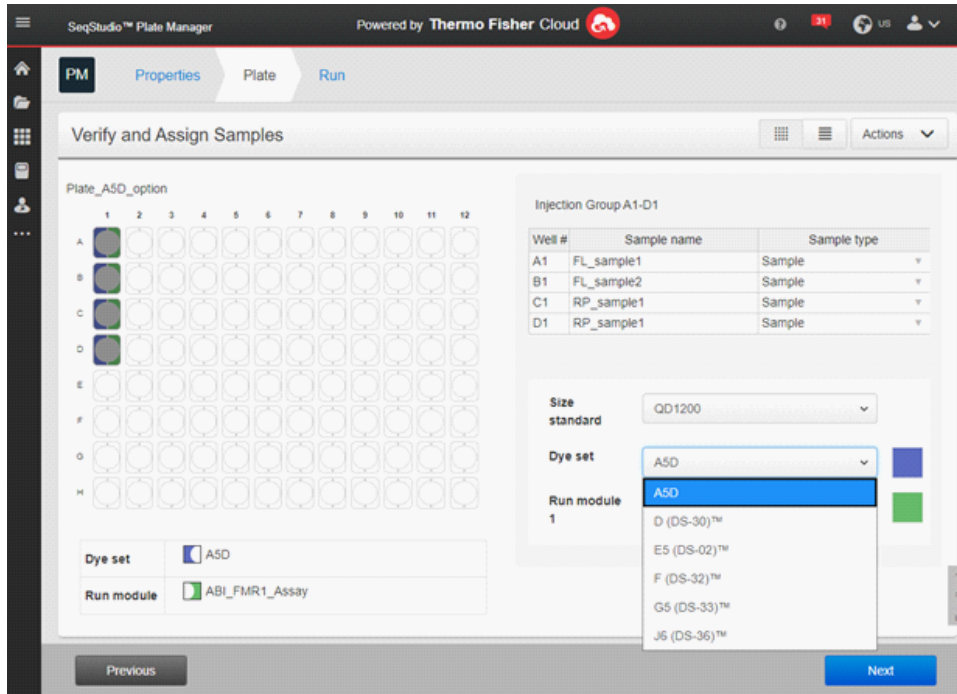 SeqStudio™ Plate Manager
Powered by Thermo Fisher Cloud
31
US
PM
Properties
Plate
Run
Verify and Assign Samples
Actions
Plate_A5D_option
1 2 3 4 5 6 7 8 9 10 11 12
A
B
C
D
E
F
G
H
Dye set
A5D
Run module
ABI_FMR1_Assay
Injection Group A1-D1
Well # Sample name Sample type
A1 FL_sample1 Sample
B1 FL_sample2 Sample
C1 RP_sample1 Sample
D1 RP_sample1 Sample
Size
standard
QD1200
Dye set
A5D
Run module
1
A5D
D (DS-30)™
E5 (DS-02)™
F (DS-32)™
G5 (DS-33)™
J6 (DS-36)™
Previous
Next